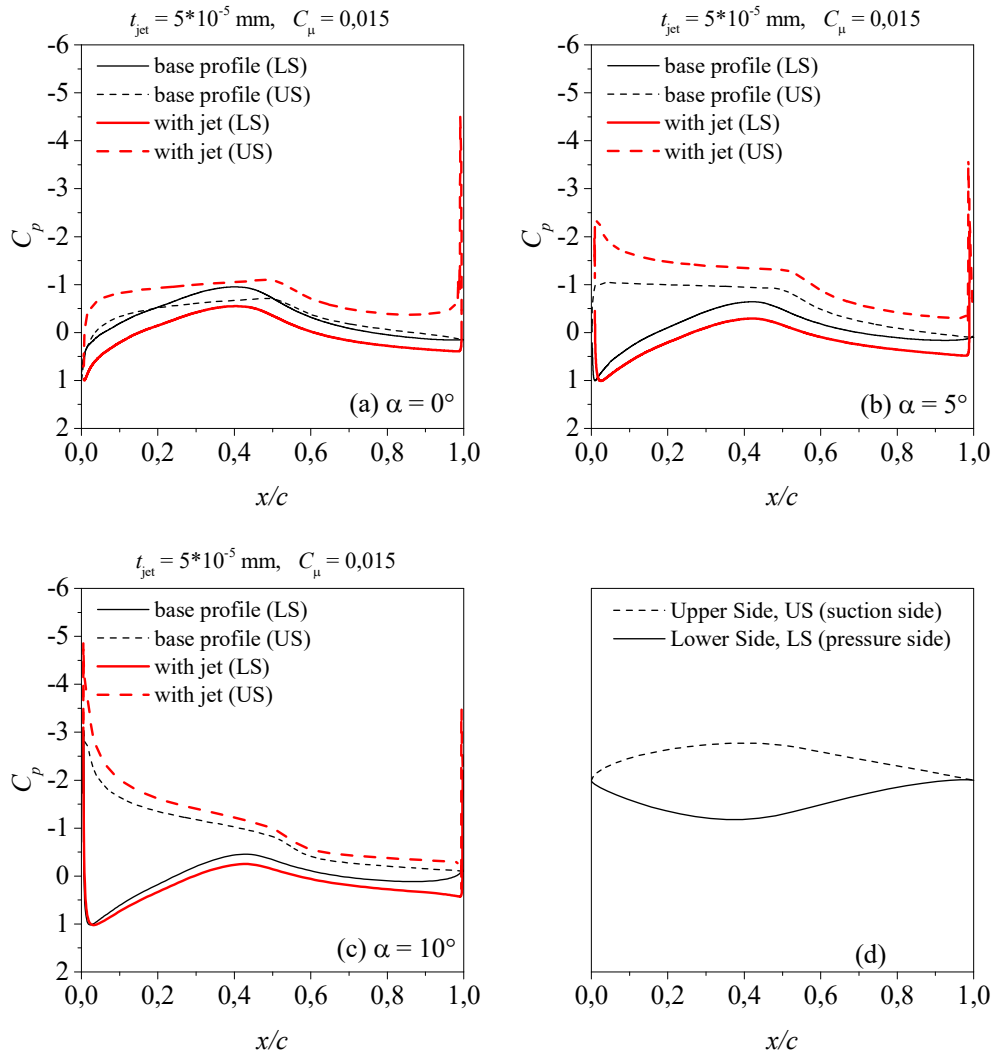 t_jet = 5*10^-5 mm, C_μ = 0,015
-6
-5
-4
-3
-2
-1
0
1
2
C_p
base profile (LS)
base profile (US)
with jet (LS)
with jet (US)
(a) α = 0°
0,0 0,2 0,4 0,6 0,8 1,0
x/c
t_jet = 5*10^-5 mm, C_μ = 0,015
-6
-5
-4
-3
-2
-1
0
1
2
C_p
base profile (LS)
base profile (US)
with jet (LS)
with jet (US)
(b) α = 5°
0,0 0,2 0,4 0,6 0,8 1,0
x/c
t_jet = 5*10^-5 mm, C_μ = 0,015
-6
-5
-4
-3
-2
-1
0
1
2
C_p
base profile (LS)
base profile (US)
with jet (LS)
with jet (US)
(c) α = 10°
0,0 0,2 0,4 0,6 0,8 1,0
x/c
Upper Side, US (suction side)
Lower Side, LS (pressure side)
(d)
0,0 0,2 0,4 0,6 0,8 1,0
x/c